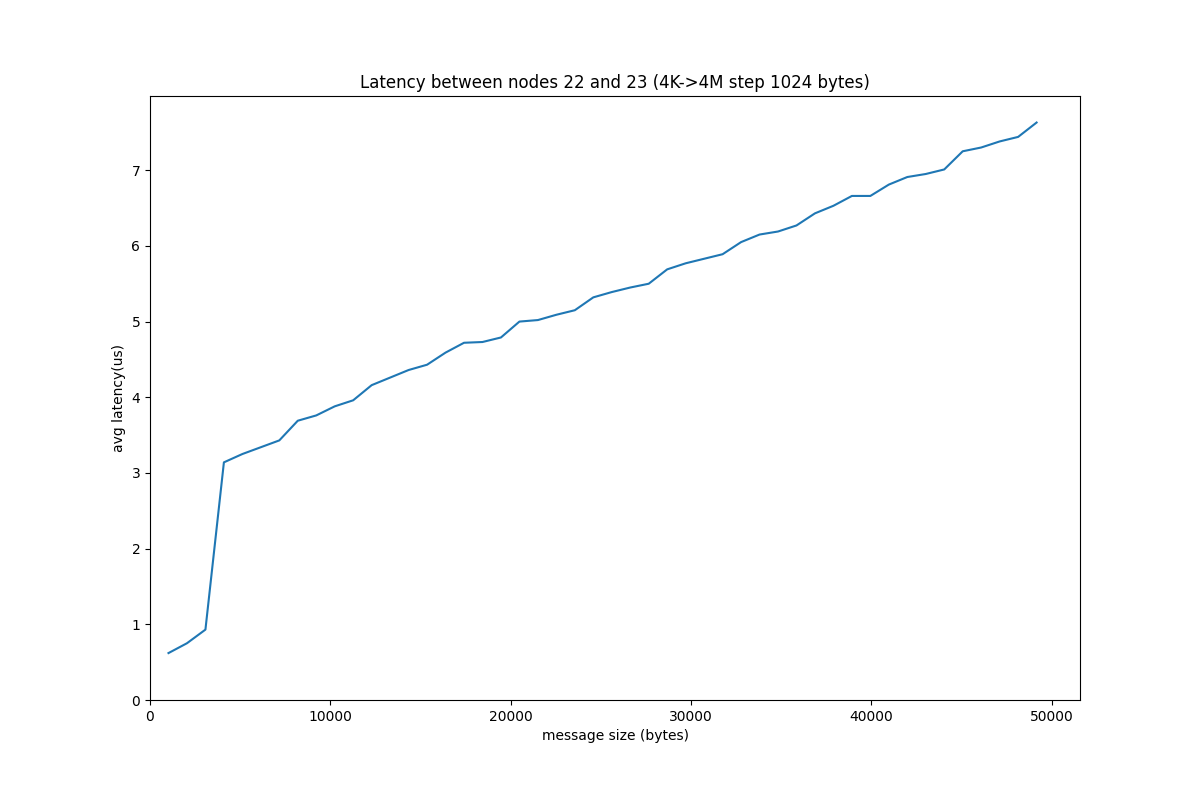 Latency between nodes 22 and 23 (4K->4M step 1024 bytes)
avg latency(us)
7
6
5
4
3
2
1
0
0 10000 20000 30000 40000 50000
message size (bytes)